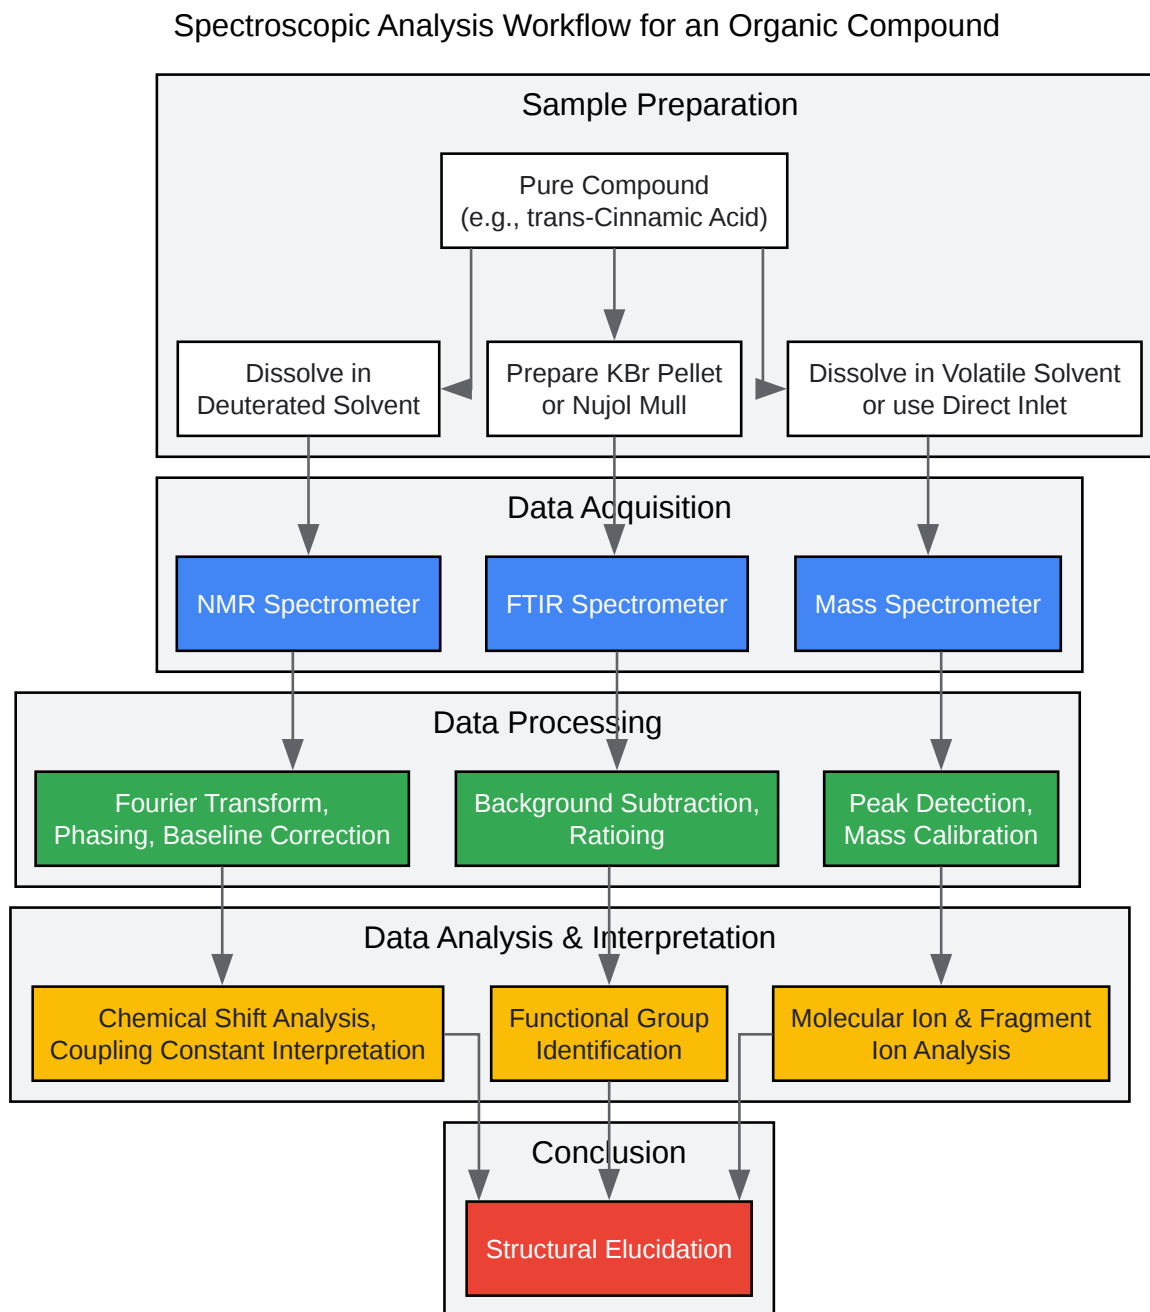 Spectroscopic Analysis Workflow for an Organic Compound
Sample Preparation
Pure Compound
(e.g., trans-Cinnamic Acid)
Dissolve in
Deuterated Solvent
Prepare KBr Pellet
or Nujol Mull
Dissolve in Volatile Solvent
or use Direct Inlet
Data Acquisition
NMR Spectrometer
FTIR Spectrometer
Mass Spectrometer
Data Processing
Fourier Transform,
Phasing, Baseline Correction
Background Subtraction,
Ratioing
Peak Detection,
Mass Calibration
Data Analysis & Interpretation
Chemical Shift Analysis,
Coupling Constant Interpretation
Functional Group
Identification
Molecular Ion & Fragment
Ion Analysis
Conclusion
Structural Elucidation